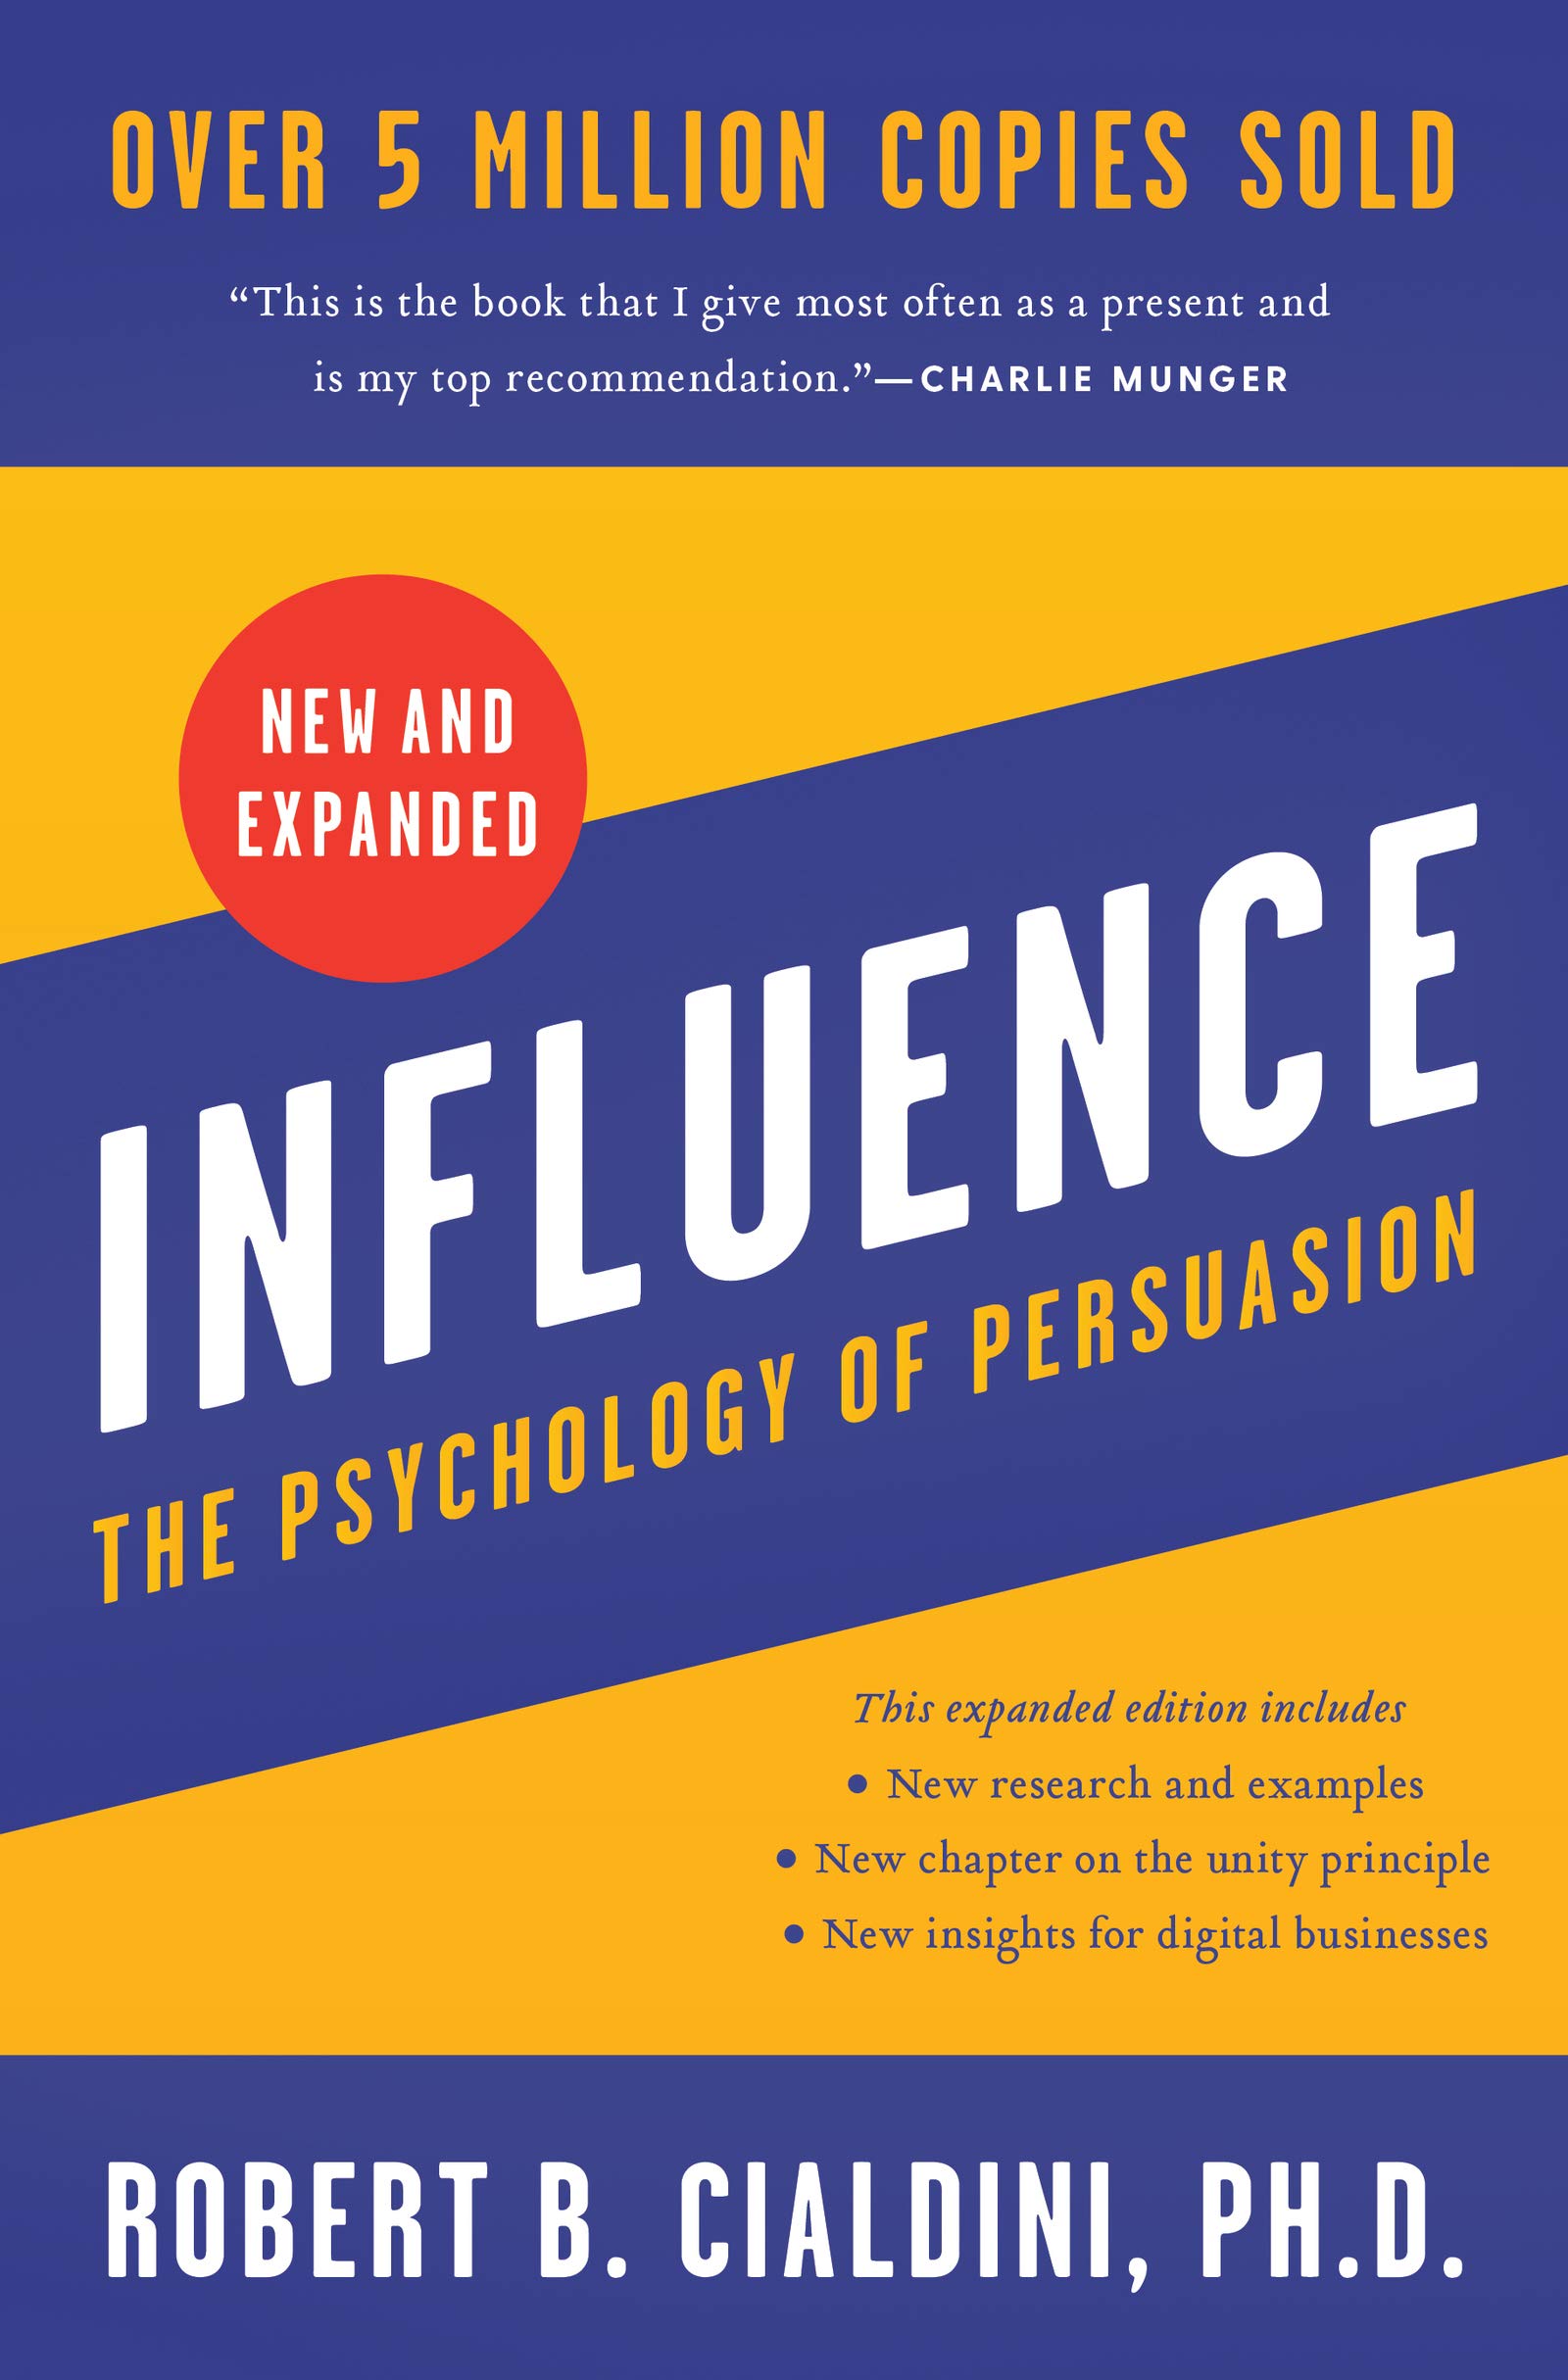 OVER 5 MILLION COPIES SOLD
“This is the book that I give most often as a present and
is my top recommendation.”—CHARLIE MUNGER
NEW AND
EXPANDED
INFLUENCE
THE PSYCHOLOGY OF PERSUASION
This expanded edition includes
• New research and examples
• New chapter on the unity principle
• New insights for digital businesses
ROBERT B. CIALDINI, PH.D.